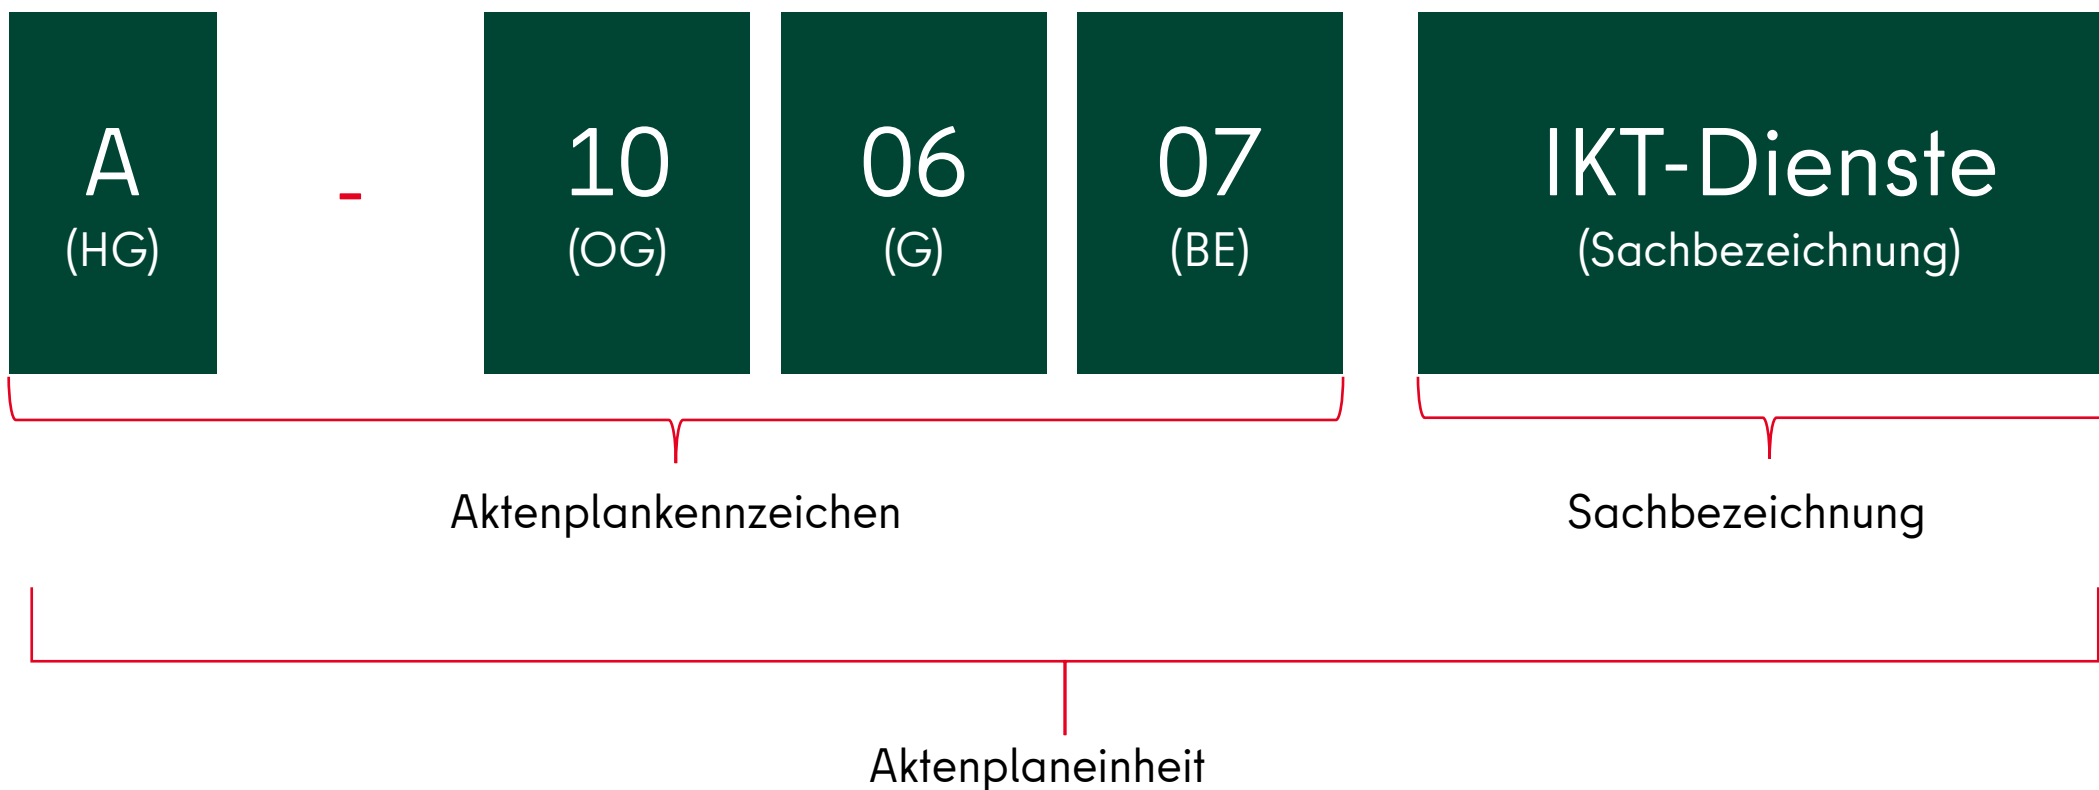 A - 10 06 07 IKT-Dienste
(HG) (OG) (G) (BE) (Sachbezeichnung)
Aktenplankennzeichen Sachbezeichnung
Aktenplaneinheit